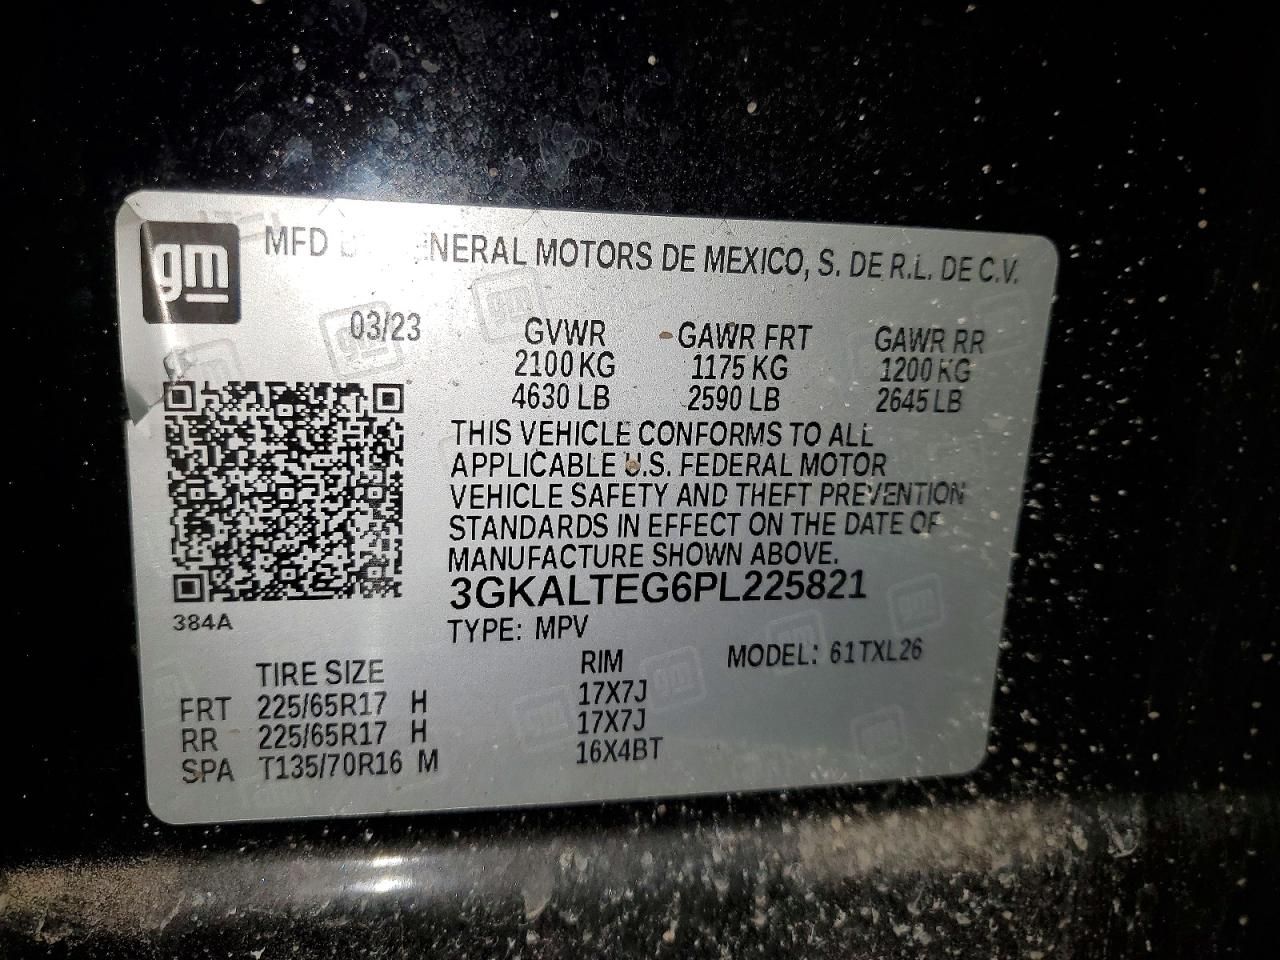 gm
MFD GENERAL MOTORS DE MEXICO, S. DE R.L. DE C.V.
03/23 GVWR GAWR FRT GAWR RR
2100 KG 1175 KG 1200 KG
4630 LB 2590 LB 2645 LB
THIS VEHICLE CONFORMS TO ALL
APPLICABLE U.S. FEDERAL MOTOR
VEHICLE SAFETY AND THEFT PREVENTION
STANDARDS IN EFFECT ON THE DATE OF
MANUFACTURE SHOWN ABOVE.
3GKALTEG6PL225821
384A
TYPE: MPV
TIRE SIZE RIM MODEL: 61TXL26
FRT 225/65R17 H 17X7J
RR 225/65R17 H 17X7J
SPA T135/70R16 M 16X4BT